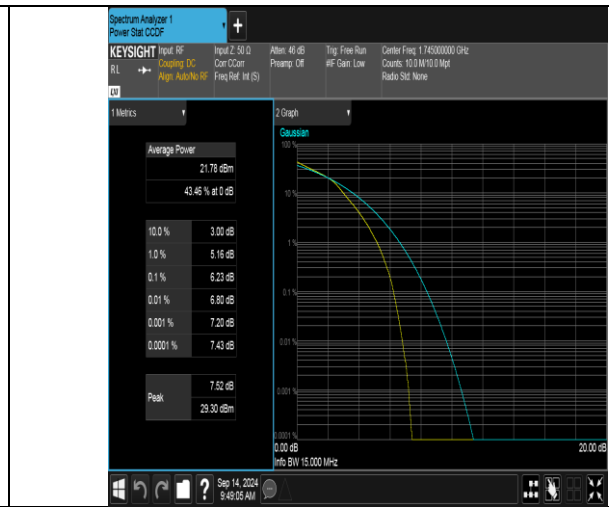 Spectrum Analyzer 1
Power Stat CCDF
+
KEYSIGHT Input: RF Input Z: 50 Ω Atten: 46 dB Trig: Free Run Center Freq: 1.745000000 GHz
Coupling: DC Corr CCorr Preamp: Off #IF Gain: Low Counts: 10.0 M/10.0 Mpt
RL Align: Auto/No RF Freq Ref: Int (S) Radio Std: None
LXI
1 Metrics
Average Power
21.78 dBm
43.46 % at 0 dB
10.0 % 3.00 dB
1.0 % 5.16 dB
0.1 % 6.23 dB
0.01 % 6.80 dB
0.001 % 7.20 dB
0.0001 % 7.43 dB
Peak
7.52 dB
29.30 dBm
2 Graph
Gaussian
100 %
10 %
1 %
0.1 %
0.01 %
0.001 %
0.0001 %
0.00 dB 20.00 dB
Info BW 15.000 MHz
?
Sep 14, 2024
9:49:05 AM